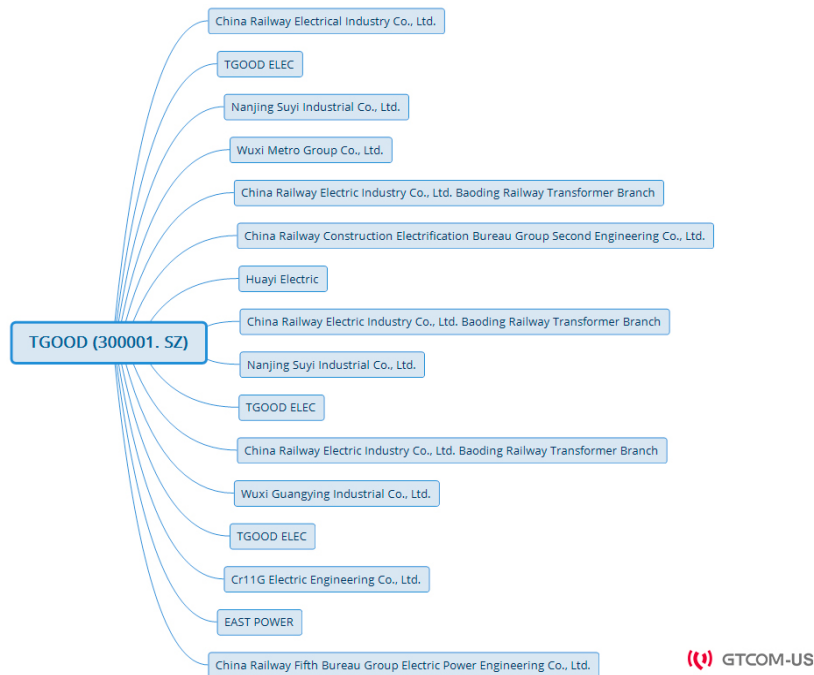 China Railway Electrical Industry Co., Ltd.
TGOOD ELEC
Nanjing Suyi Industrial Co., Ltd.
Wuxi Metro Group Co., Ltd.
China Railway Electric Industry Co., Ltd. Baoding Railway Transformer Branch
China Railway Construction Electrification Bureau Group Second Engineering Co., Ltd.
Huayi Electric
China Railway Electric Industry Co., Ltd. Baoding Railway Transformer Branch
TGOOD (300001. SZ)
Nanjing Suyi Industrial Co., Ltd.
TGOOD ELEC
China Railway Electric Industry Co., Ltd. Baoding Railway Transformer Branch
Wuxi Guangying Industrial Co., Ltd.
TGOOD ELEC
Cr11G Electric Engineering Co., Ltd.
EAST POWER
China Railway Fifth Bureau Group Electric Power Engineering Co., Ltd.
GTCOM-US